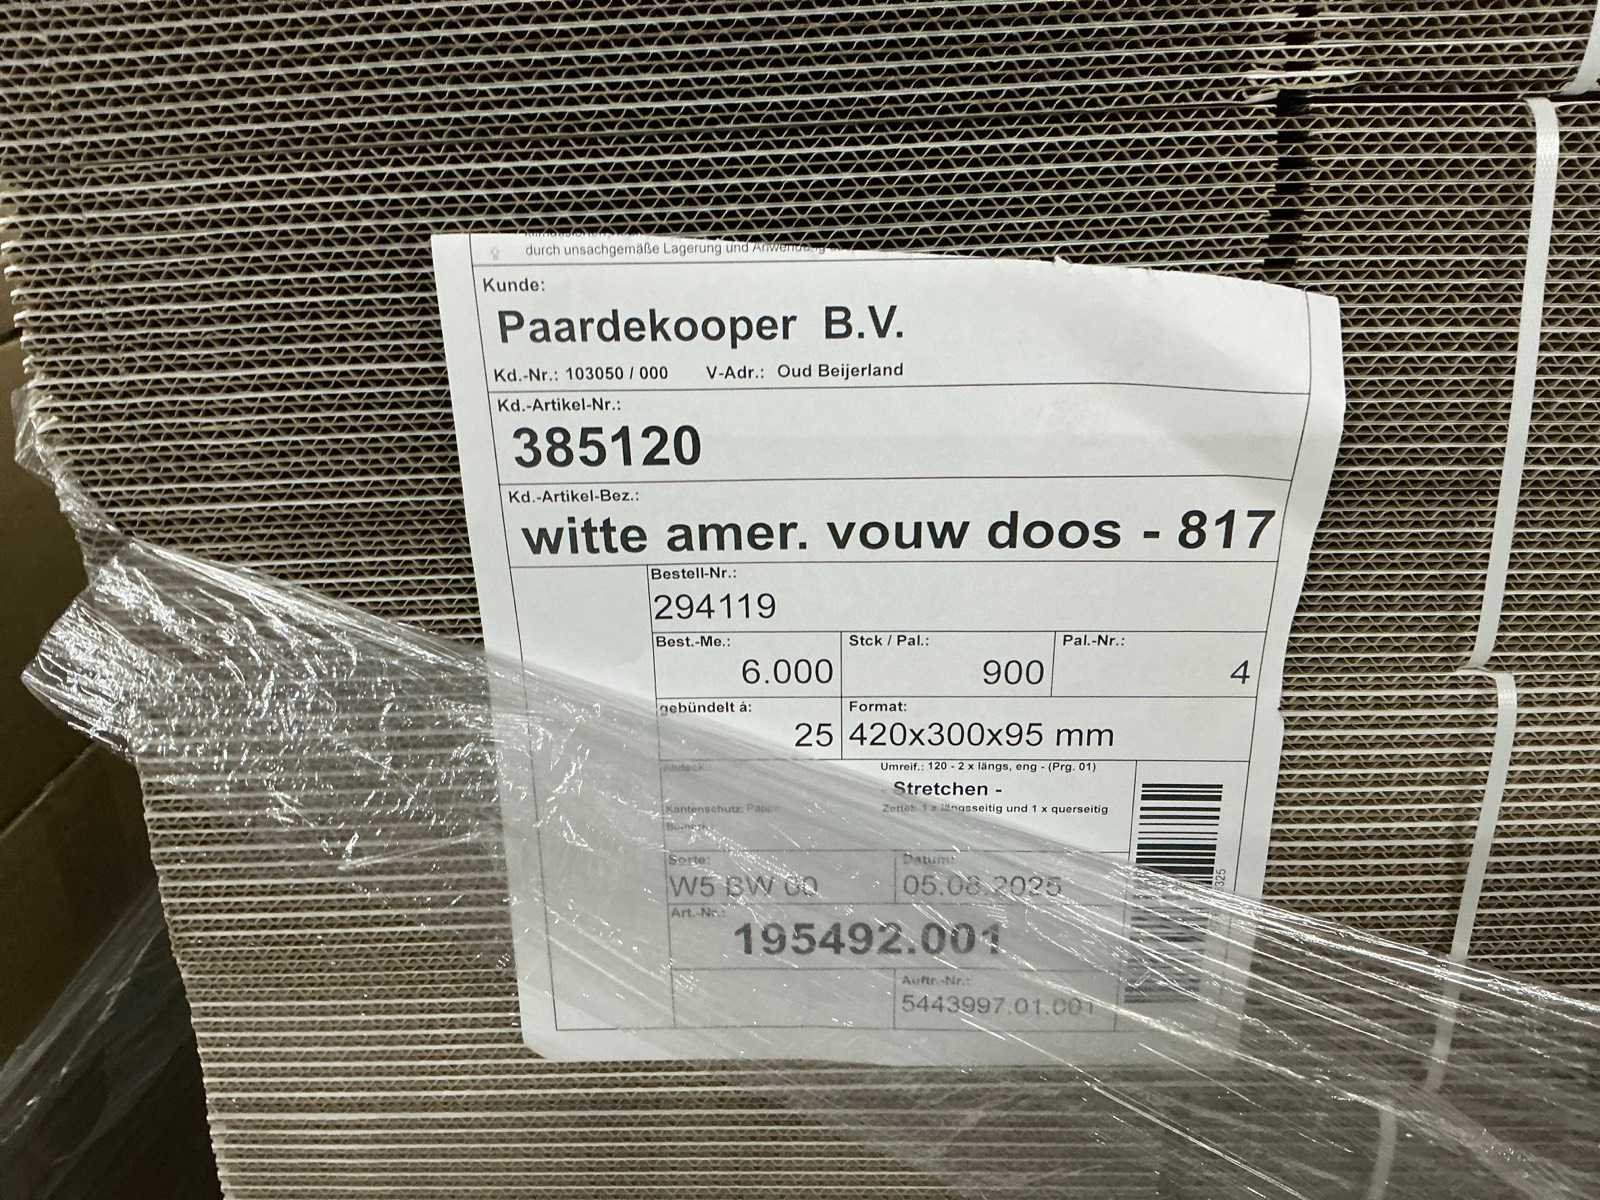 durch unsachgemäße Lagerung und Anwendung
Kunde:
Paardekooper B.V.
Kd.-Nr.: 103050 / 000 V-Adr.: Oud Beijerland
Kd.-Artikel-Nr.:
385120
Kd.-Artikel-Bez.:
witte amer. vouw doos - 817
Bestell-Nr.:
294119
Best.-Me.: Stck / Pal.: Pal.-Nr.:
6.000 900 4
gebündelt à: Format:
25 420x300x95 mm
Umreif.: 120 - 2 x längs, eng - (Prg. 01)
Stretchen -
Kantenschutz: Zettel: 1 x längsseitig und 1 x querseitig
Sorte: Datum:
W5 BW 00 05.08.2025
Art.-Nr.:
195492.001
Auftr.-Nr.:
5443997.01.001